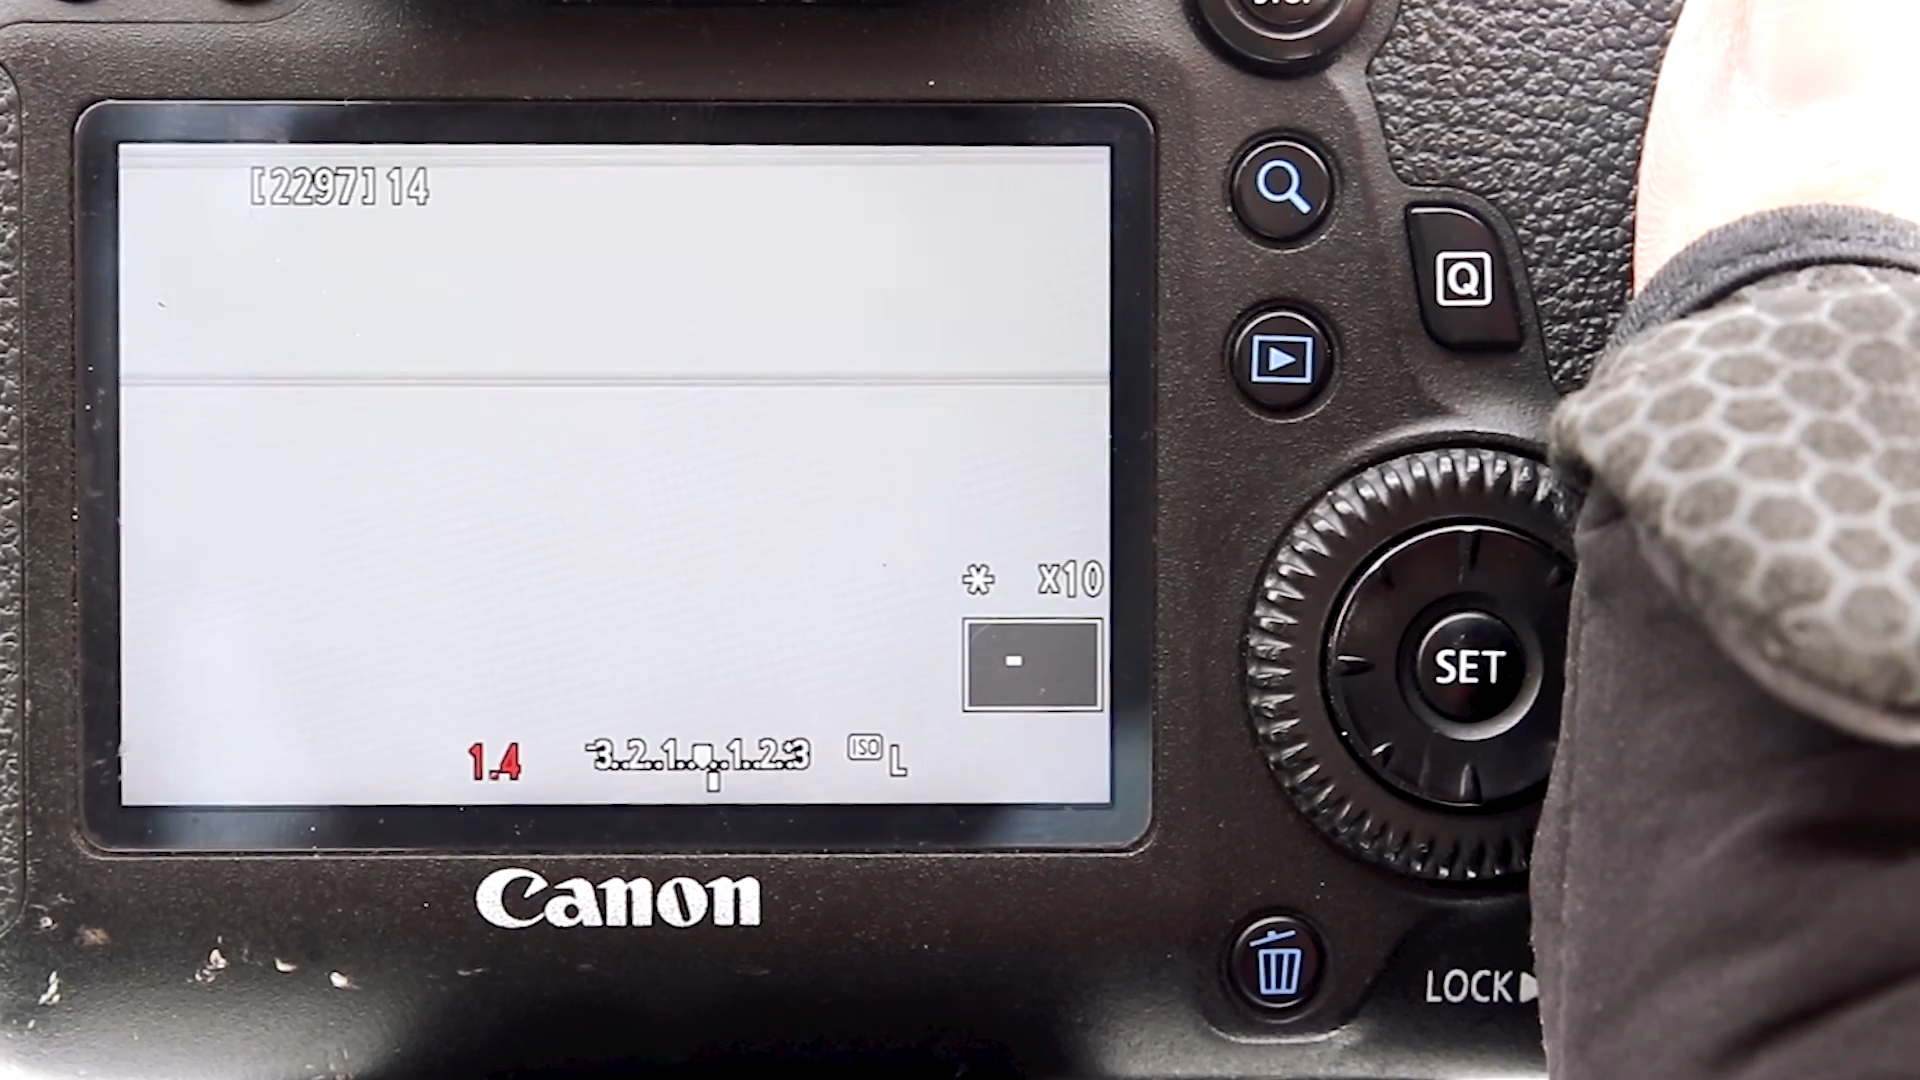 [2297] 14
Q
* X10
SET
1.4 -3..2..1..0..1..2..3 ISO L
Canon
LOCK▶